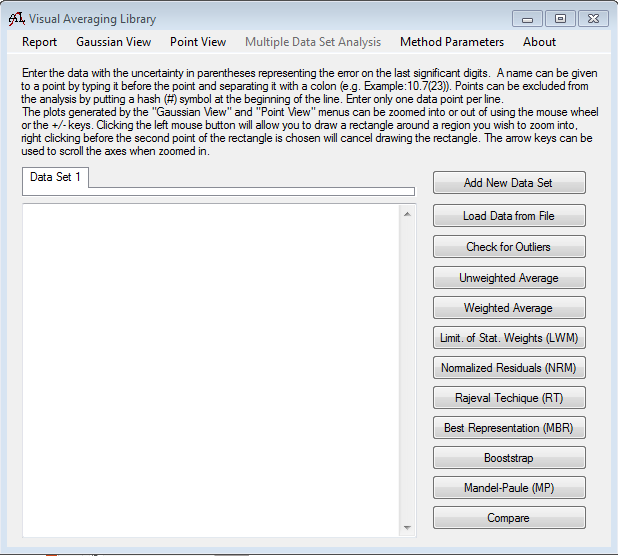 Visual Averaging Library
Report Gaussian View Point View Multiple Data Set Analysis Method Parameters About
Enter the data with the uncertainty in parentheses representing the error on the last significant digits. A name can be given
to a point by typing it before the point and separating it with a colon (e.g. Example:10.7(23)). Points can be excluded from
the analysis by putting a hash (#) symbol at the beginning of the line. Enter only one data point per line.
The plots generated by the "Gaussian View" and "Point View" menus can be zoomed into or out of using the mouse wheel
or the +/- keys. Clicking the left mouse button will allow you to draw a rectangle around a region you wish to zoom into,
right clicking before the second point of the rectangle is chosen will cancel drawing the rectangle. The arrow keys can be
used to scroll the axes when zoomed in.
Data Set 1
Add New Data Set
Load Data from File
Check for Outliers
Unweighted Average
Weighted Average
Limit. of Stat. Weights (LWM)
Normalized Residuals (NRM)
Rajeval Techique (RT)
Best Representation (MBR)
Booststrap
Mandel-Paule (MP)
Compare